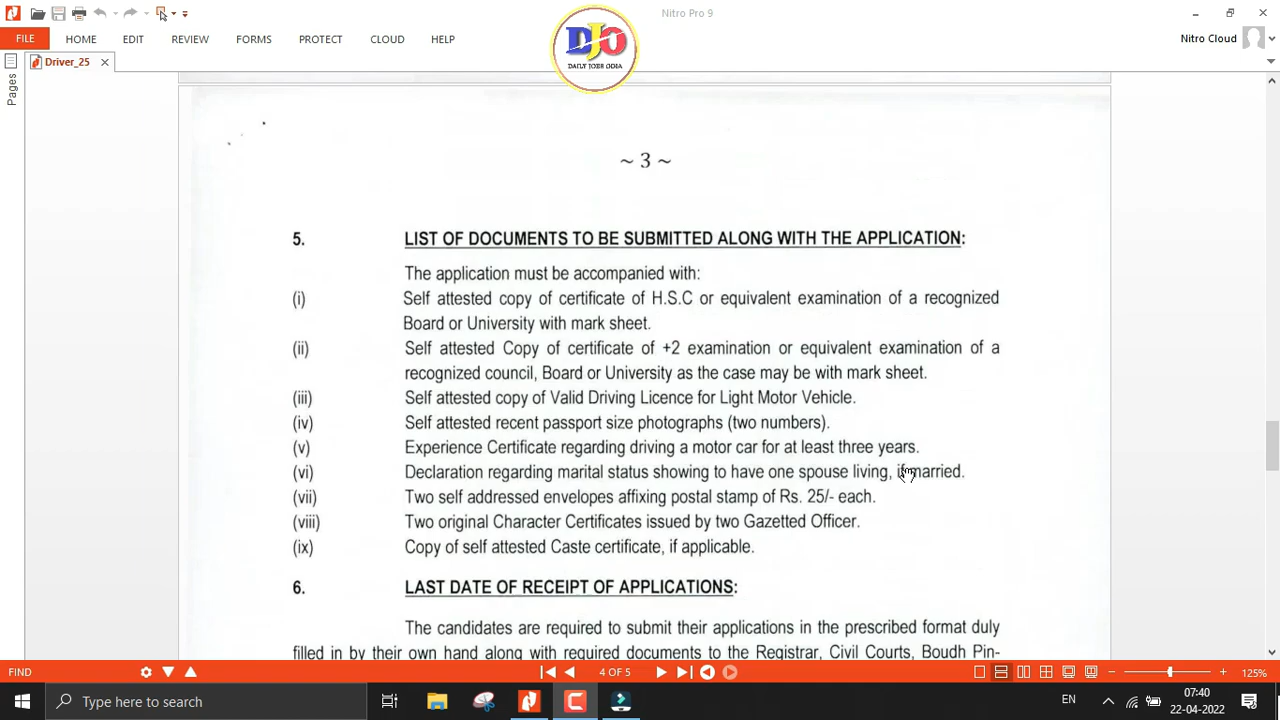 Nitro Pro 9
FILE HOME EDIT REVIEW FORMS PROTECT CLOUD HELP
Nitro Cloud
DJO
DAILY JOBS ODIA
Driver_25
Pages
~ 3 ~
5. LIST OF DOCUMENTS TO BE SUBMITTED ALONG WITH THE APPLICATION:
The application must be accompanied with:
(i) Self attested copy of certificate of H.S.C or equivalent examination of a recognized
Board or University with mark sheet.
(ii) Self attested Copy of certificate of +2 examination or equivalent examination of a
recognized council, Board or University as the case may be with mark sheet.
(iii) Self attested copy of Valid Driving Licence for Light Motor Vehicle.
(iv) Self attested recent passport size photographs (two numbers).
(v) Experience Certificate regarding driving a motor car for at least three years.
(vi) Declaration regarding marital status showing to have one spouse living, if married.
(vii) Two self addressed envelopes affixing postal stamp of Rs. 25/- each.
(viii) Two original Character Certificates issued by two Gazetted Officer.
(ix) Copy of self attested Caste certificate, if applicable.
6. LAST DATE OF RECEIPT OF APPLICATIONS:
The candidates are required to submit their applications in the prescribed format duly
filled in by their own hand along with required documents to the Registrar, Civil Courts, Boudh Pin-
FIND 4 OF 5 125%
Type here to search
EN
07:40
22-04-2022